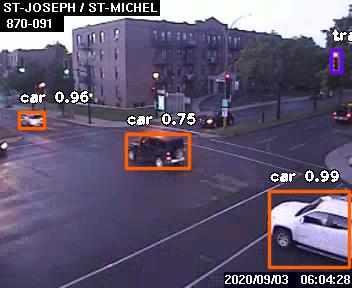 ST-JOSEPH / ST-MICHEL
870-091
tra
car 0.96
car 0.75
car 0.99
2020/09/03 06:04:28